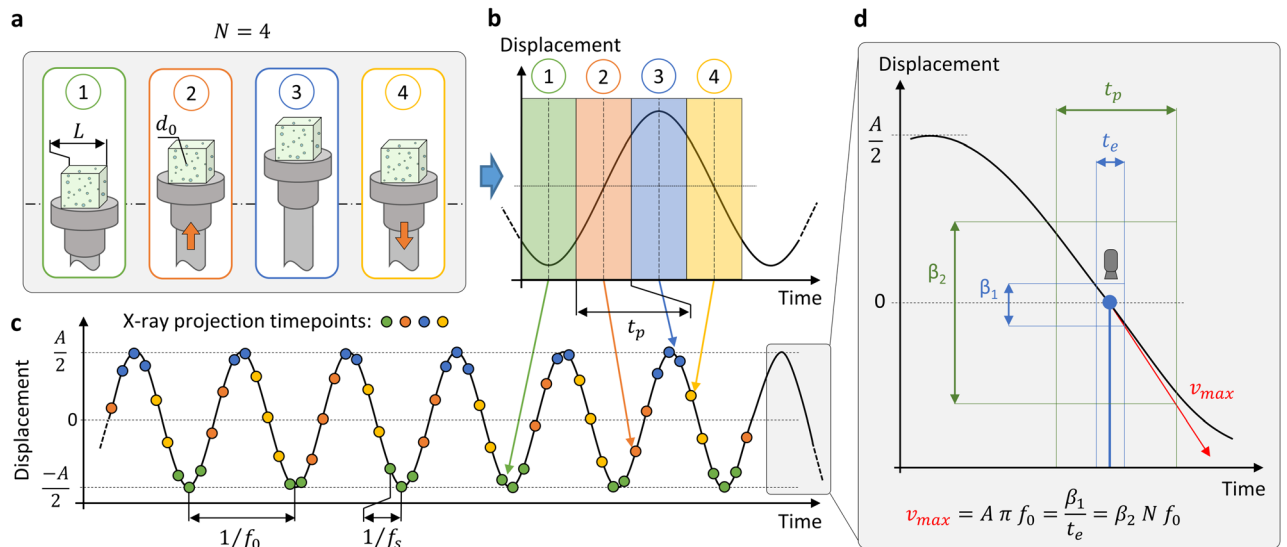 a
N = 4
1
2
3
4
L
d₀
b
Displacement
1
2
3
4
Time
tₚ
c
X-ray projection timepoints:
Displacement
A/2
0
−A/2
1/f₀
1/fₛ
Time
d
Displacement
tₚ
A/2
tₑ
β₂
β₁
0
vₘₐₓ
Time
vₘₐₓ = A π f₀ = β₁/tₑ = β₂ N f₀